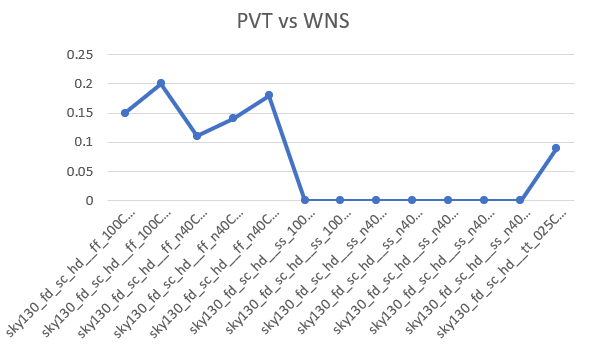 PVT vs WNS
0.25
0.2
0.15
0.1
0.05
0
sky130_fd_sc_hd__ff_100C...
sky130_fd_sc_hd__ff_100C...
sky130_fd_sc_hd__ff_n40C...
sky130_fd_sc_hd__ff_n40C...
sky130_fd_sc_hd__ff_n40C...
sky130_fd_sc_hd__ss_100...
sky130_fd_sc_hd__ss_100...
sky130_fd_sc_hd__ss_n40...
sky130_fd_sc_hd__ss_n40...
sky130_fd_sc_hd__ss_n40...
sky130_fd_sc_hd__ss_n40...
sky130_fd_sc_hd__ss_n40...
sky130_fd_sc_hd__tt_025C...